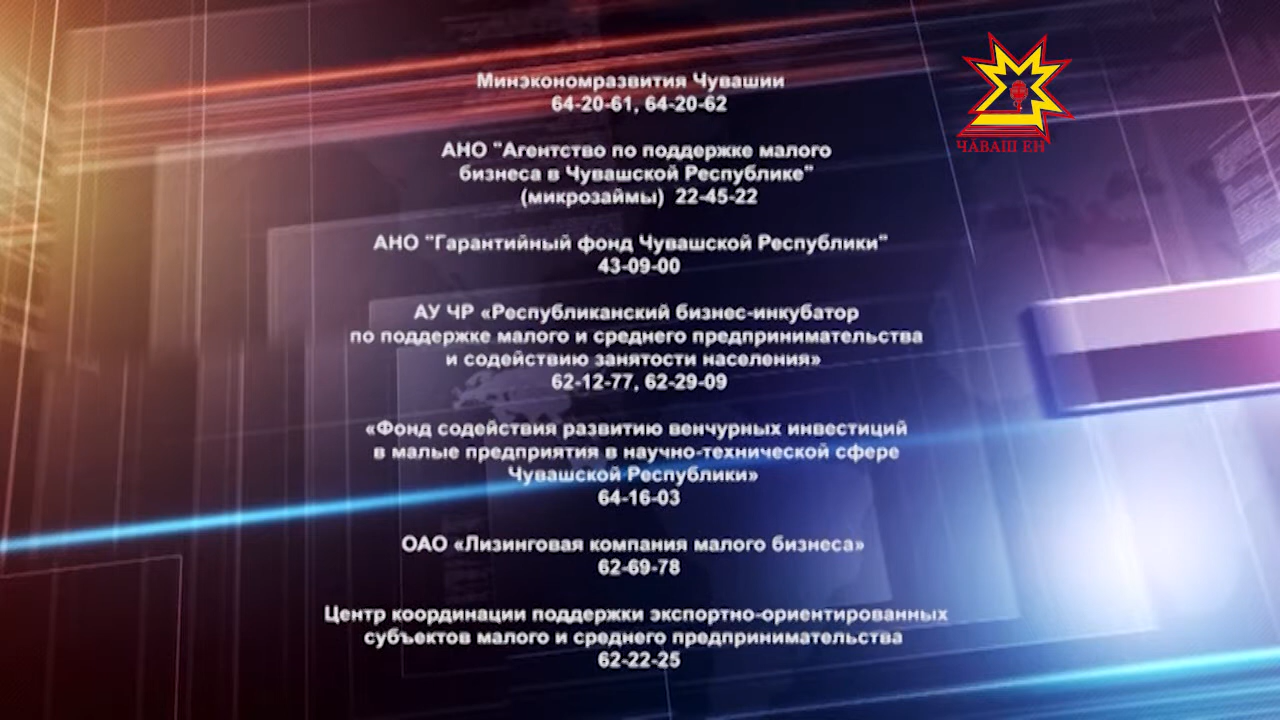 Минэкономразвития Чувашии
64-20-61, 64-20-62
АНО "Агентство по поддержке малого
бизнеса в Чувашской Республике"
(микрозаймы) 22-45-22
АНО "Гарантийный фонд Чувашской Республики"
43-09-00
АУ ЧР «Республиканский бизнес-инкубатор
по поддержке малого и среднего предпринимательства
и содействию занятости населения»
62-12-77, 62-29-09
«Фонд содействия развитию венчурных инвестиций
в малые предприятия в научно-технической сфере
Чувашской Республики»
64-16-03
ОАО «Лизинговая компания малого бизнеса»
62-69-78
Центр координации поддержки экспортно-ориентированных
субъектов малого и среднего предпринимательства
62-22-25
ЧӐВАШ ЕН